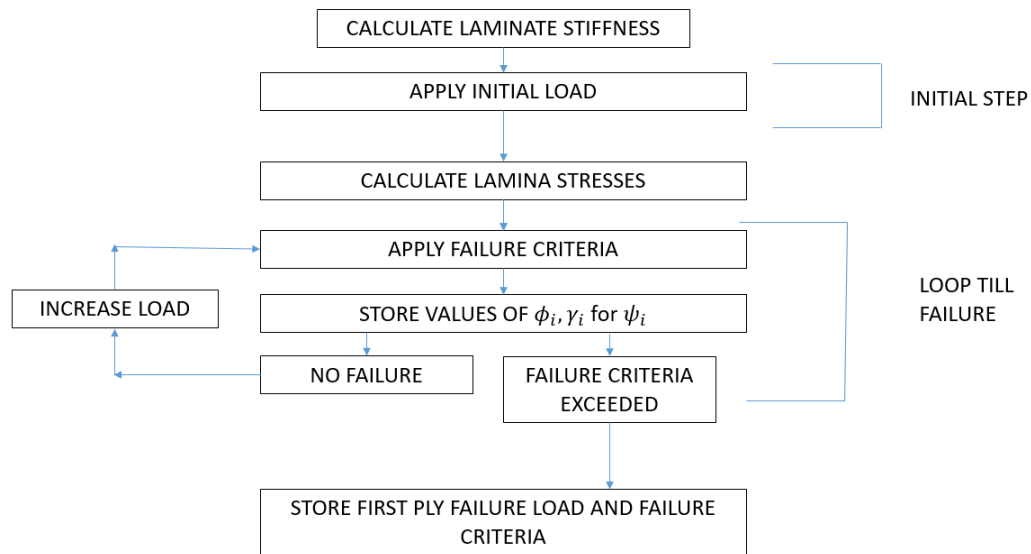 CALCULATE LAMINATE STIFFNESS
APPLY INITIAL LOAD
INITIAL STEP
CALCULATE LAMINA STRESSES
APPLY FAILURE CRITERIA
INCREASE LOAD
STORE VALUES OF ϕᵢ, γᵢ for ψᵢ
LOOP TILL
FAILURE
NO FAILURE
FAILURE CRITERIA
EXCEEDED
STORE FIRST PLY FAILURE LOAD AND FAILURE
CRITERIA